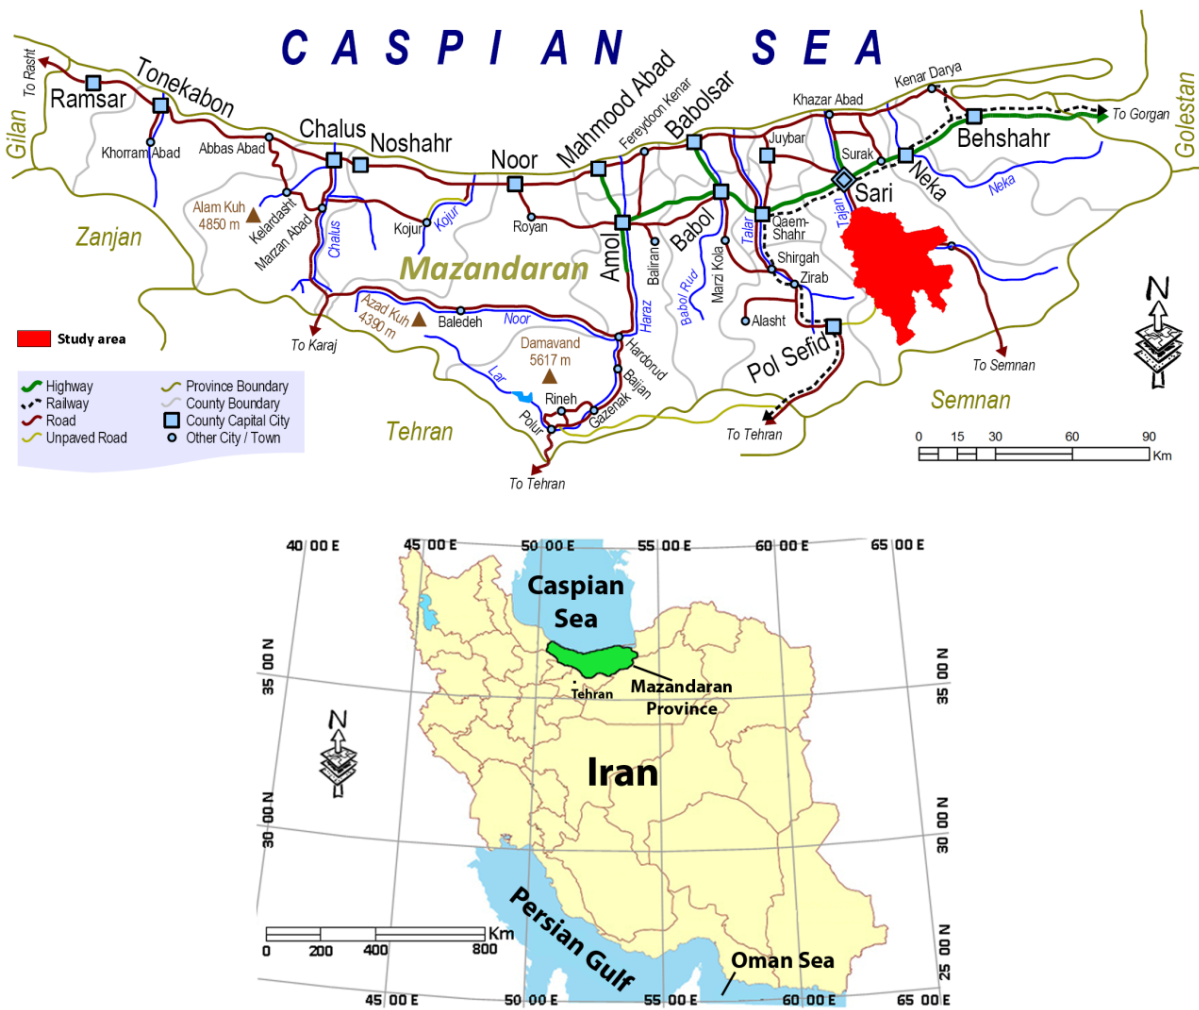 CASPIAN SEA
To Rasht
Ramsar
Tonekabon
Gilan
Khorram Abad
Abbas Abad
Chalus
Noshahr
Noor
Mahmood Abad
Fereydoon Kenar
Babolsar
Khazar Abad
Kenar Darya
To Gorgan
Golestan
Behshahr
Juybar
Surak
Neka
Neka
Sari
Tajan
Alam Kuh
4850 m
Kelardasht
Marzan Abad
Chalus
Kojur
Kojur
Royan
Amol
Baliran
Babol
Marzi Kola
Babol Rud
Talar
Qaem-
Shahr
Shirgah
Zirab
Zanjan
Mazandaran
Azad Kuh
4390 m
Baledeh
Noor
Haraz
Alasht
Pol Sefid
To Karaj
Damavand
5617 m
Hardorud
Baijan
Gazenak
Rineh
Polur
Lar
To Semnan
Semnan
Tehran
To Tehran
To Tehran
Study area
Highway
Railway
Road
Unpaved Road
Province Boundary
County Boundary
County Capital City
Other City / Town
0 15 30 60 90
Km
N
40 00 E
45 00 E
50 00 E
55 00 E
60 00 E
65 00 E
Caspian
Sea
35 00 N
35 00 N
Tehran
Mazandaran
Province
N
Iran
30 00 N
30 00 N
Persian Gulf
Oman Sea
25 00 N
0 200 400 800 Km
45 00 E
50 00 E
55 00 E
60 00 E
65 00 E